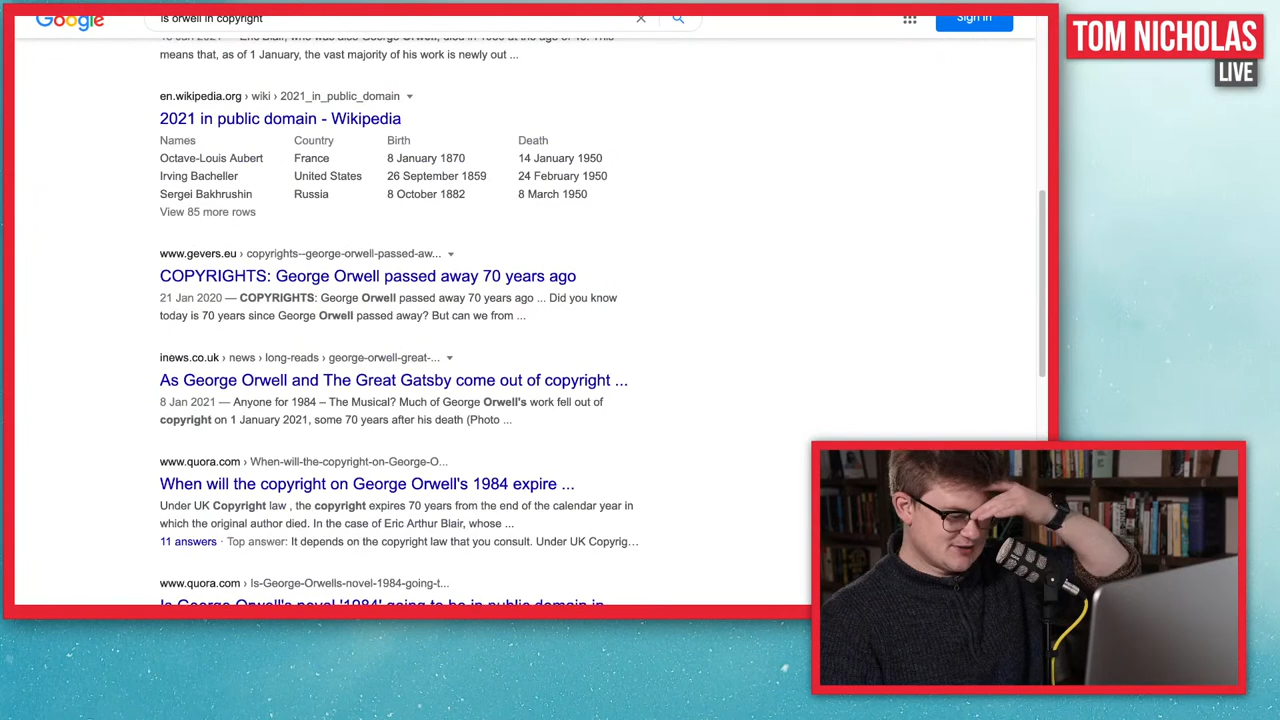 Google
is orwell in copyright
Sign in
TOM NICHOLAS
LIVE
means that, as of 1 January, the vast majority of his work is newly out ...
en.wikipedia.org › wiki › 2021_in_public_domain
2021 in public domain - Wikipedia
Names Country Birth Death
Octave-Louis Aubert France 8 January 1870 14 January 1950
Irving Bacheller United States 26 September 1859 24 February 1950
Sergei Bakhrushin Russia 8 October 1882 8 March 1950
View 85 more rows
www.gevers.eu › copyrights--george-orwell-passed-aw...
COPYRIGHTS: George Orwell passed away 70 years ago
21 Jan 2020 — COPYRIGHTS: George Orwell passed away 70 years ago ... Did you know
today is 70 years since George Orwell passed away? But can we from ...
inews.co.uk › news › long-reads › george-orwell-great-...
As George Orwell and The Great Gatsby come out of copyright ...
8 Jan 2021 — Anyone for 1984 – The Musical? Much of George Orwell's work fell out of
copyright on 1 January 2021, some 70 years after his death (Photo ...
www.quora.com › When-will-the-copyright-on-George-O...
When will the copyright on George Orwell's 1984 expire ...
Under UK Copyright law , the copyright expires 70 years from the end of the calendar year in
which the original author died. In the case of Eric Arthur Blair, whose ...
11 answers · Top answer: It depends on the copyright law that you consult. Under UK Copyrig...
www.quora.com › Is-George-Orwells-novel-1984-going-t...
Is George Orwell's novel '1984' going to be in public domain in